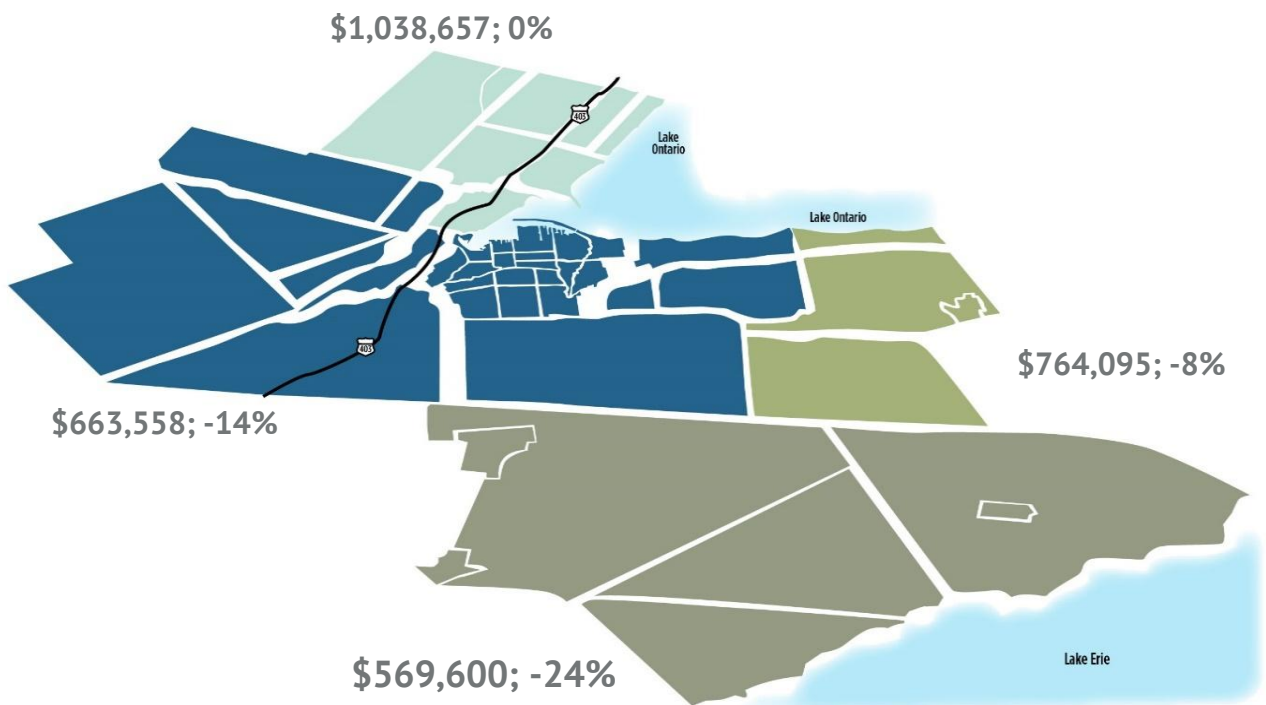 $1,038,657; 0%
403
Lake
Ontario
Lake Ontario
403
$764,095; -8%
$663,558; -14%
$569,600; -24%
Lake Erie